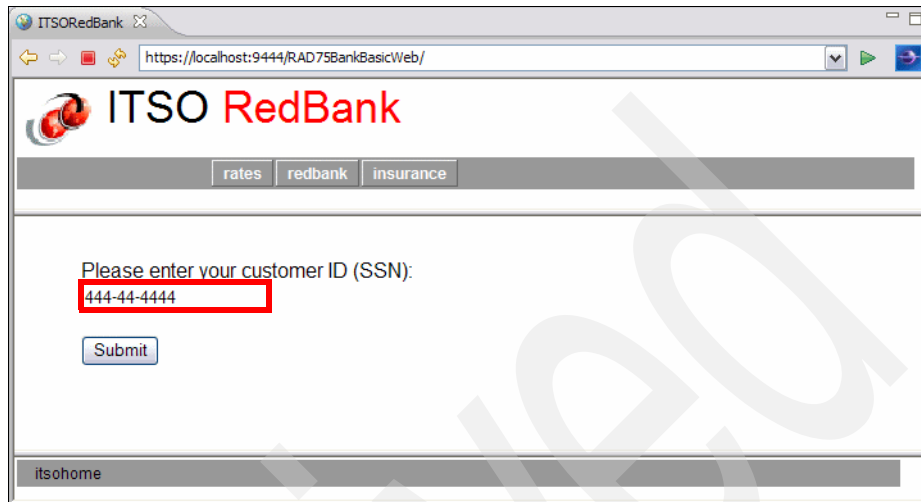 ITSORedBank
https://localhost:9444/RAD75BankBasicWeb/
ITSO RedBank
rates redbank insurance
Please enter your customer ID (SSN):
444-44-4444
Submit
itsohome